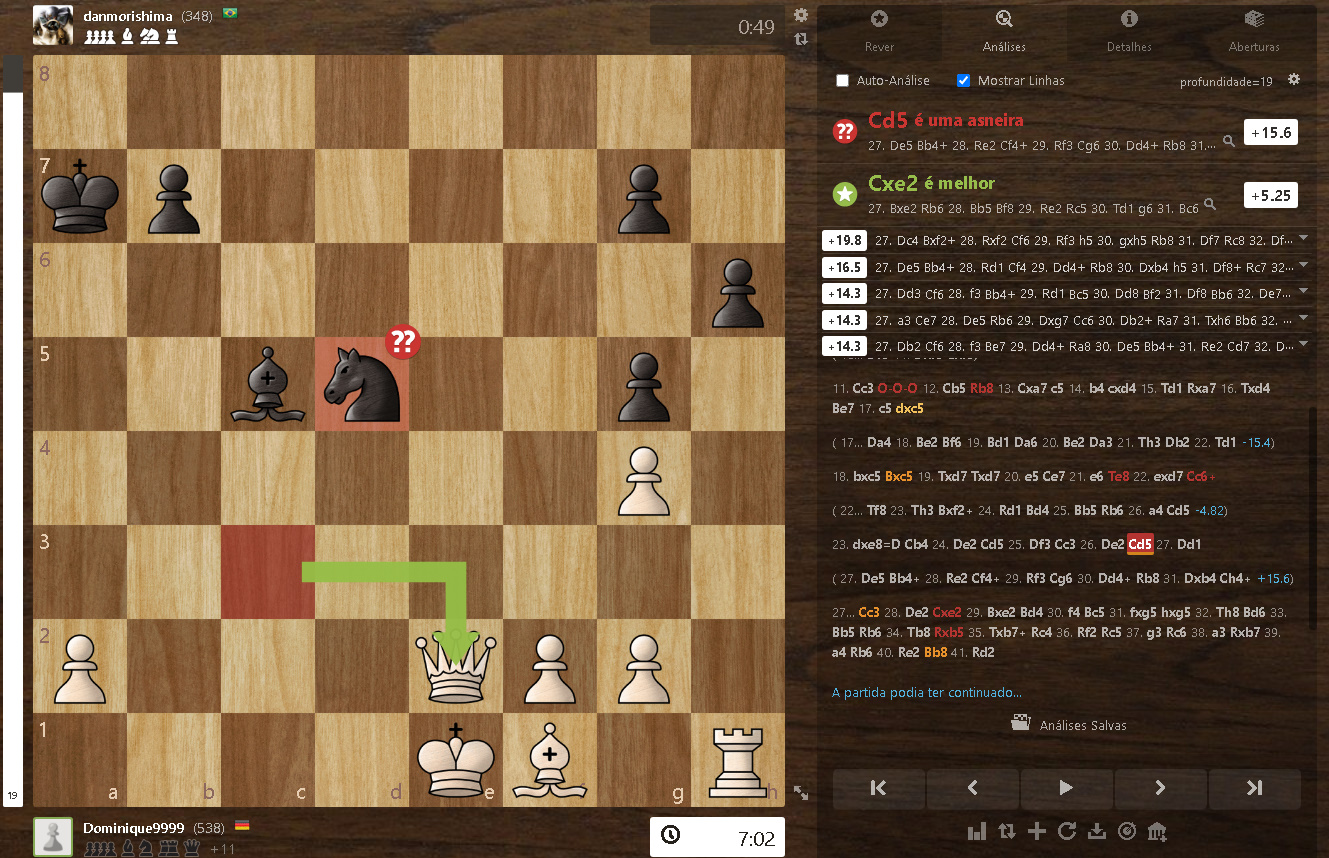 danmorishima (348)
0:49
8
7
6
5
4
3
2
1
a b c d e f g h
??
19
Dominique9999 (538)
+11
7:02
Rever Análises Detalhes Aberturas
Auto-Análise Mostrar Linhas profundidade=19
?? Cd5 é uma asneira +15.6
27. De5 Bb4+ 28. Re2 Cf4+ 29. Rf3 Cg6 30. Dd4+ Rb8 31....
Cxe2 é melhor +5.25
27. Bxe2 Rb6 28. Bb5 Bf8 29. Re2 Rc5 30. Td1 g6 31. Bc6
+19.8 27. Dc4 Bxf2+ 28. Rxf2 Cf6 29. Rf3 h5 30. gxh5 Rb8 31. Df7 Rc8 32. Df...
+16.5 27. De5 Bb4+ 28. Rd1 Cf4 29. Dd4+ Rb8 30. Dxb4 h5 31. Df8+ Rc7 32...
+14.3 27. Dd3 Cf6 28. f3 Bb4+ 29. Rd1 Bc5 30. Dd8 Bf2 31. Df8 Bb6 32. De7...
+14.3 27. a3 Ce7 28. De5 Rb6 29. Dxg7 Cc6 30. Db2+ Ra7 31. Txh6 Bb6 32. ...
+14.3 27. Db2 Cf6 28. f3 Be7 29. Dd4+ Ra8 30. De5 Bb4+ 31. Re2 Cd7 32. D...
11. Cc3 O-O-O 12. Cb5 Rb8 13. Cxa7 c5 14. b4 cxd4 15. Td1 Rxa7 16. Txd4
Be7 17. c5 dxc5
( 17... Da4 18. Be2 Bf6 19. Bd1 Da6 20. Be2 Da3 21. Th3 Db2 22. Td1 -15.4)
18. bxc5 Bxc5 19. Txd7 Txd7 20. e5 Ce7 21. e6 Te8 22. exd7 Cc6+
( 22... Tf8 23. Th3 Bxf2+ 24. Rd1 Bd4 25. Bb5 Rb6 26. a4 Cd5 -4.82)
23. dxe8=D Cb4 24. De2 Cd5 25. Df3 Cc3 26. De2 Cd5 27. Dd1
( 27. De5 Bb4+ 28. Re2 Cf4+ 29. Rf3 Cg6 30. Dd4+ Rb8 31. Dxb4 Ch4+ +15.6)
27... Cc3 28. De2 Cxe2 29. Bxe2 Bd4 30. f4 Bc5 31. fxg5 hxg5 32. Th8 Bd6 33.
Bb5 Rb6 34. Tb8 Rxb5 35. Txb7+ Rc4 36. Rf2 Rc5 37. g3 Rc6 38. a3 Rxb7 39.
a4 Rb6 40. Re2 Bb8 41. Rd2
A partida podia ter continuado...
Análises Salvas